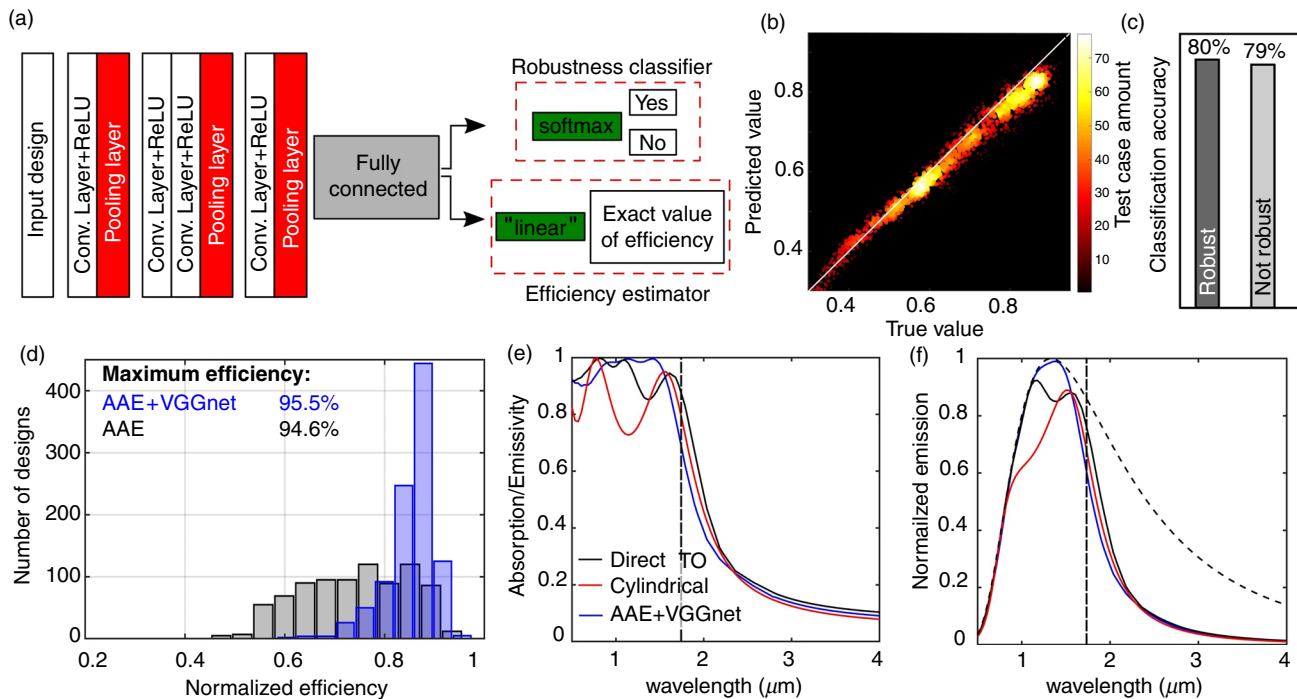 (a)
Input design
Conv. Layer+ReLU
Pooling layer
Conv. Layer+ReLU
Conv. Layer+ReLU
Pooling layer
Conv. Layer+ReLU
Pooling layer
Fully
connected
Robustness classifier
softmax
Yes
No
"linear"
Exact value
of efficiency
Efficiency estimator
(b)
Predicted value
0.8
0.6
0.4
0.4
0.6
0.8
True value
70
60
50
40
30
20
10
Test case amount
(c)
Classification accuracy
80%
79%
Robust
Not robust
(d)
Number of designs
400
300
200
100
0
Maximum efficiency:
AAE+VGGnet 95.5%
AAE 94.6%
0.2 0.4 0.6 0.8 1
Normalized efficiency
(e)
Absorption/Emissivity
1
0.8
0.6
0.4
0.2
0
Direct TO
Cylindrical
AAE+VGGnet
1 2 3 4
wavelength (μm)
(f)
Normailzed emission
1
0.8
0.6
0.4
0.2
0
1 2 3 4
wavelength (μm)